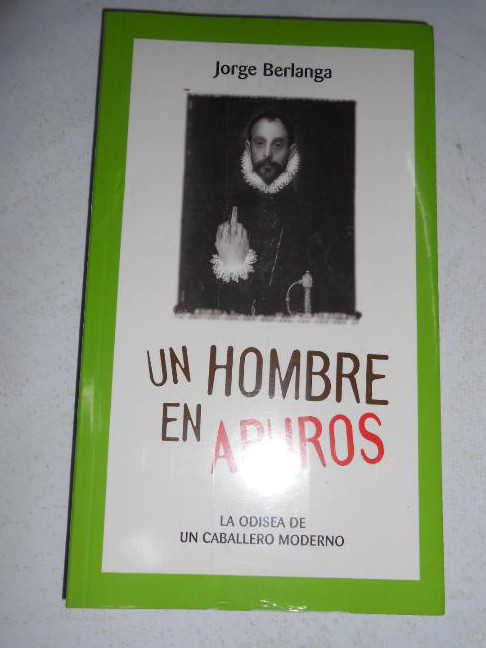 Jorge Berlanga
UN HOMBRE
EN APUROS
LA ODISEA DE
UN CABALLERO MODERNO